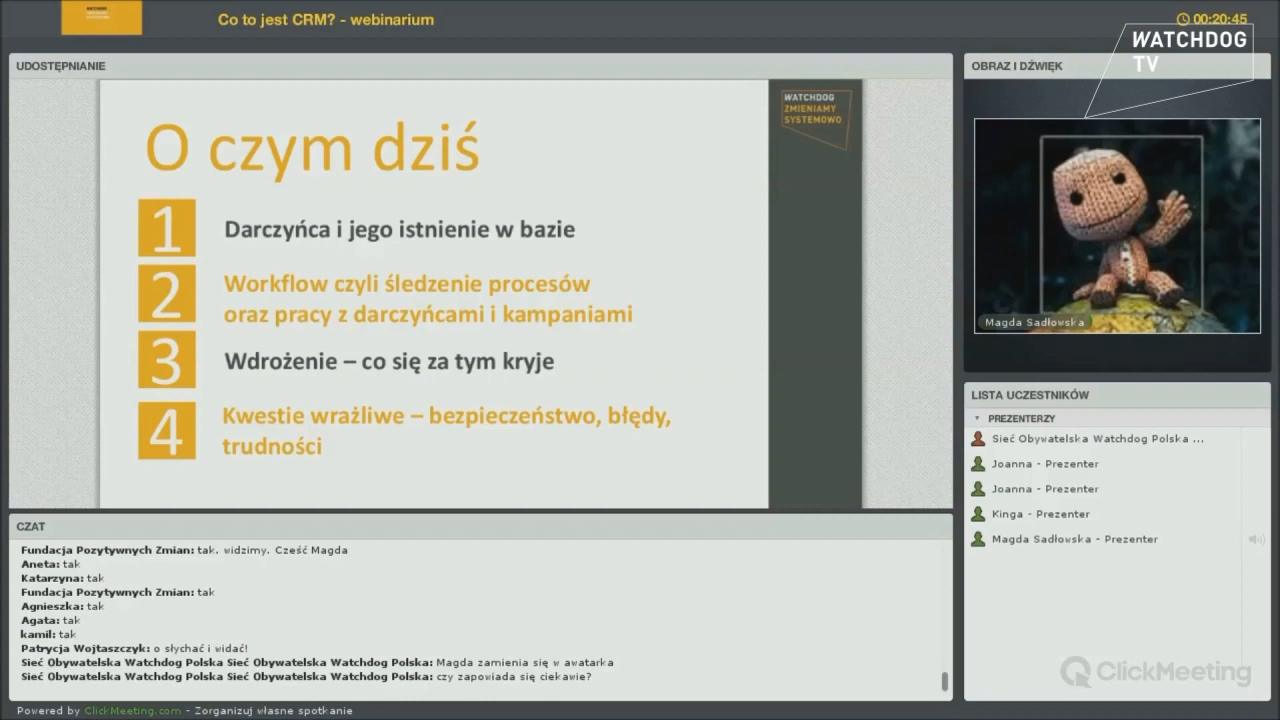 Co to jest CRM? - webinarium
00:20:45
WATCHDOG
TV
UDOSTĘPNIANIE
OBRAZ I DŹWIĘK
WATCHDOG
ZMIENIAMY
SYSTEMOWO
O czym dziś
1 Darczyńca i jego istnienie w bazie
2 Workflow czyli śledzenie procesów
oraz pracy z darczyńcami i kampaniami
3 Wdrożenie – co się za tym kryje
4 Kwestie wrażliwe – bezpieczeństwo, błędy,
trudności
Magda Sadłowska
LISTA UCZESTNIKÓW
PREZENTERZY
Sieć Obywatelska Watchdog Polska ...
Joanna - Prezenter
Joanna - Prezenter
Kinga - Prezenter
Magda Sadłowska - Prezenter
CZAT
Fundacja Pozytywnych Zmian: tak. widzimy. Cześć Magda
Aneta: tak
Katarzyna: tak
Fundacja Pozytywnych Zmian: tak
Agnieszka: tak
Agata: tak
kamil: tak
Patrycja Wojtaszczyk: o słychać i widać!
Sieć Obywatelska Watchdog Polska Sieć Obywatelska Watchdog Polska: Magda zamienia się w awatarka
Sieć Obywatelska Watchdog Polska Sieć Obywatelska Watchdog Polska: czy zapowiada się ciekawie?
ClickMeeting
Powered by ClickMeeting.com - Zorganizuj własne spotkanie